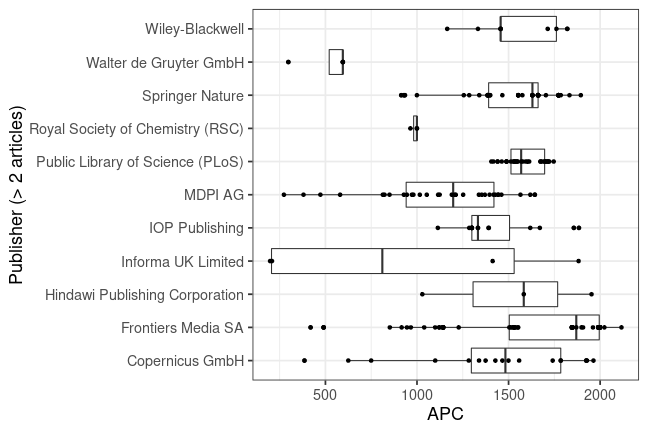 Publisher (> 2 articles)
Wiley-Blackwell
Walter de Gruyter GmbH
Springer Nature
Royal Society of Chemistry (RSC)
Public Library of Science (PLoS)
MDPI AG
IOP Publishing
Informa UK Limited
Hindawi Publishing Corporation
Frontiers Media SA
Copernicus GmbH
500 1000 1500 2000
APC